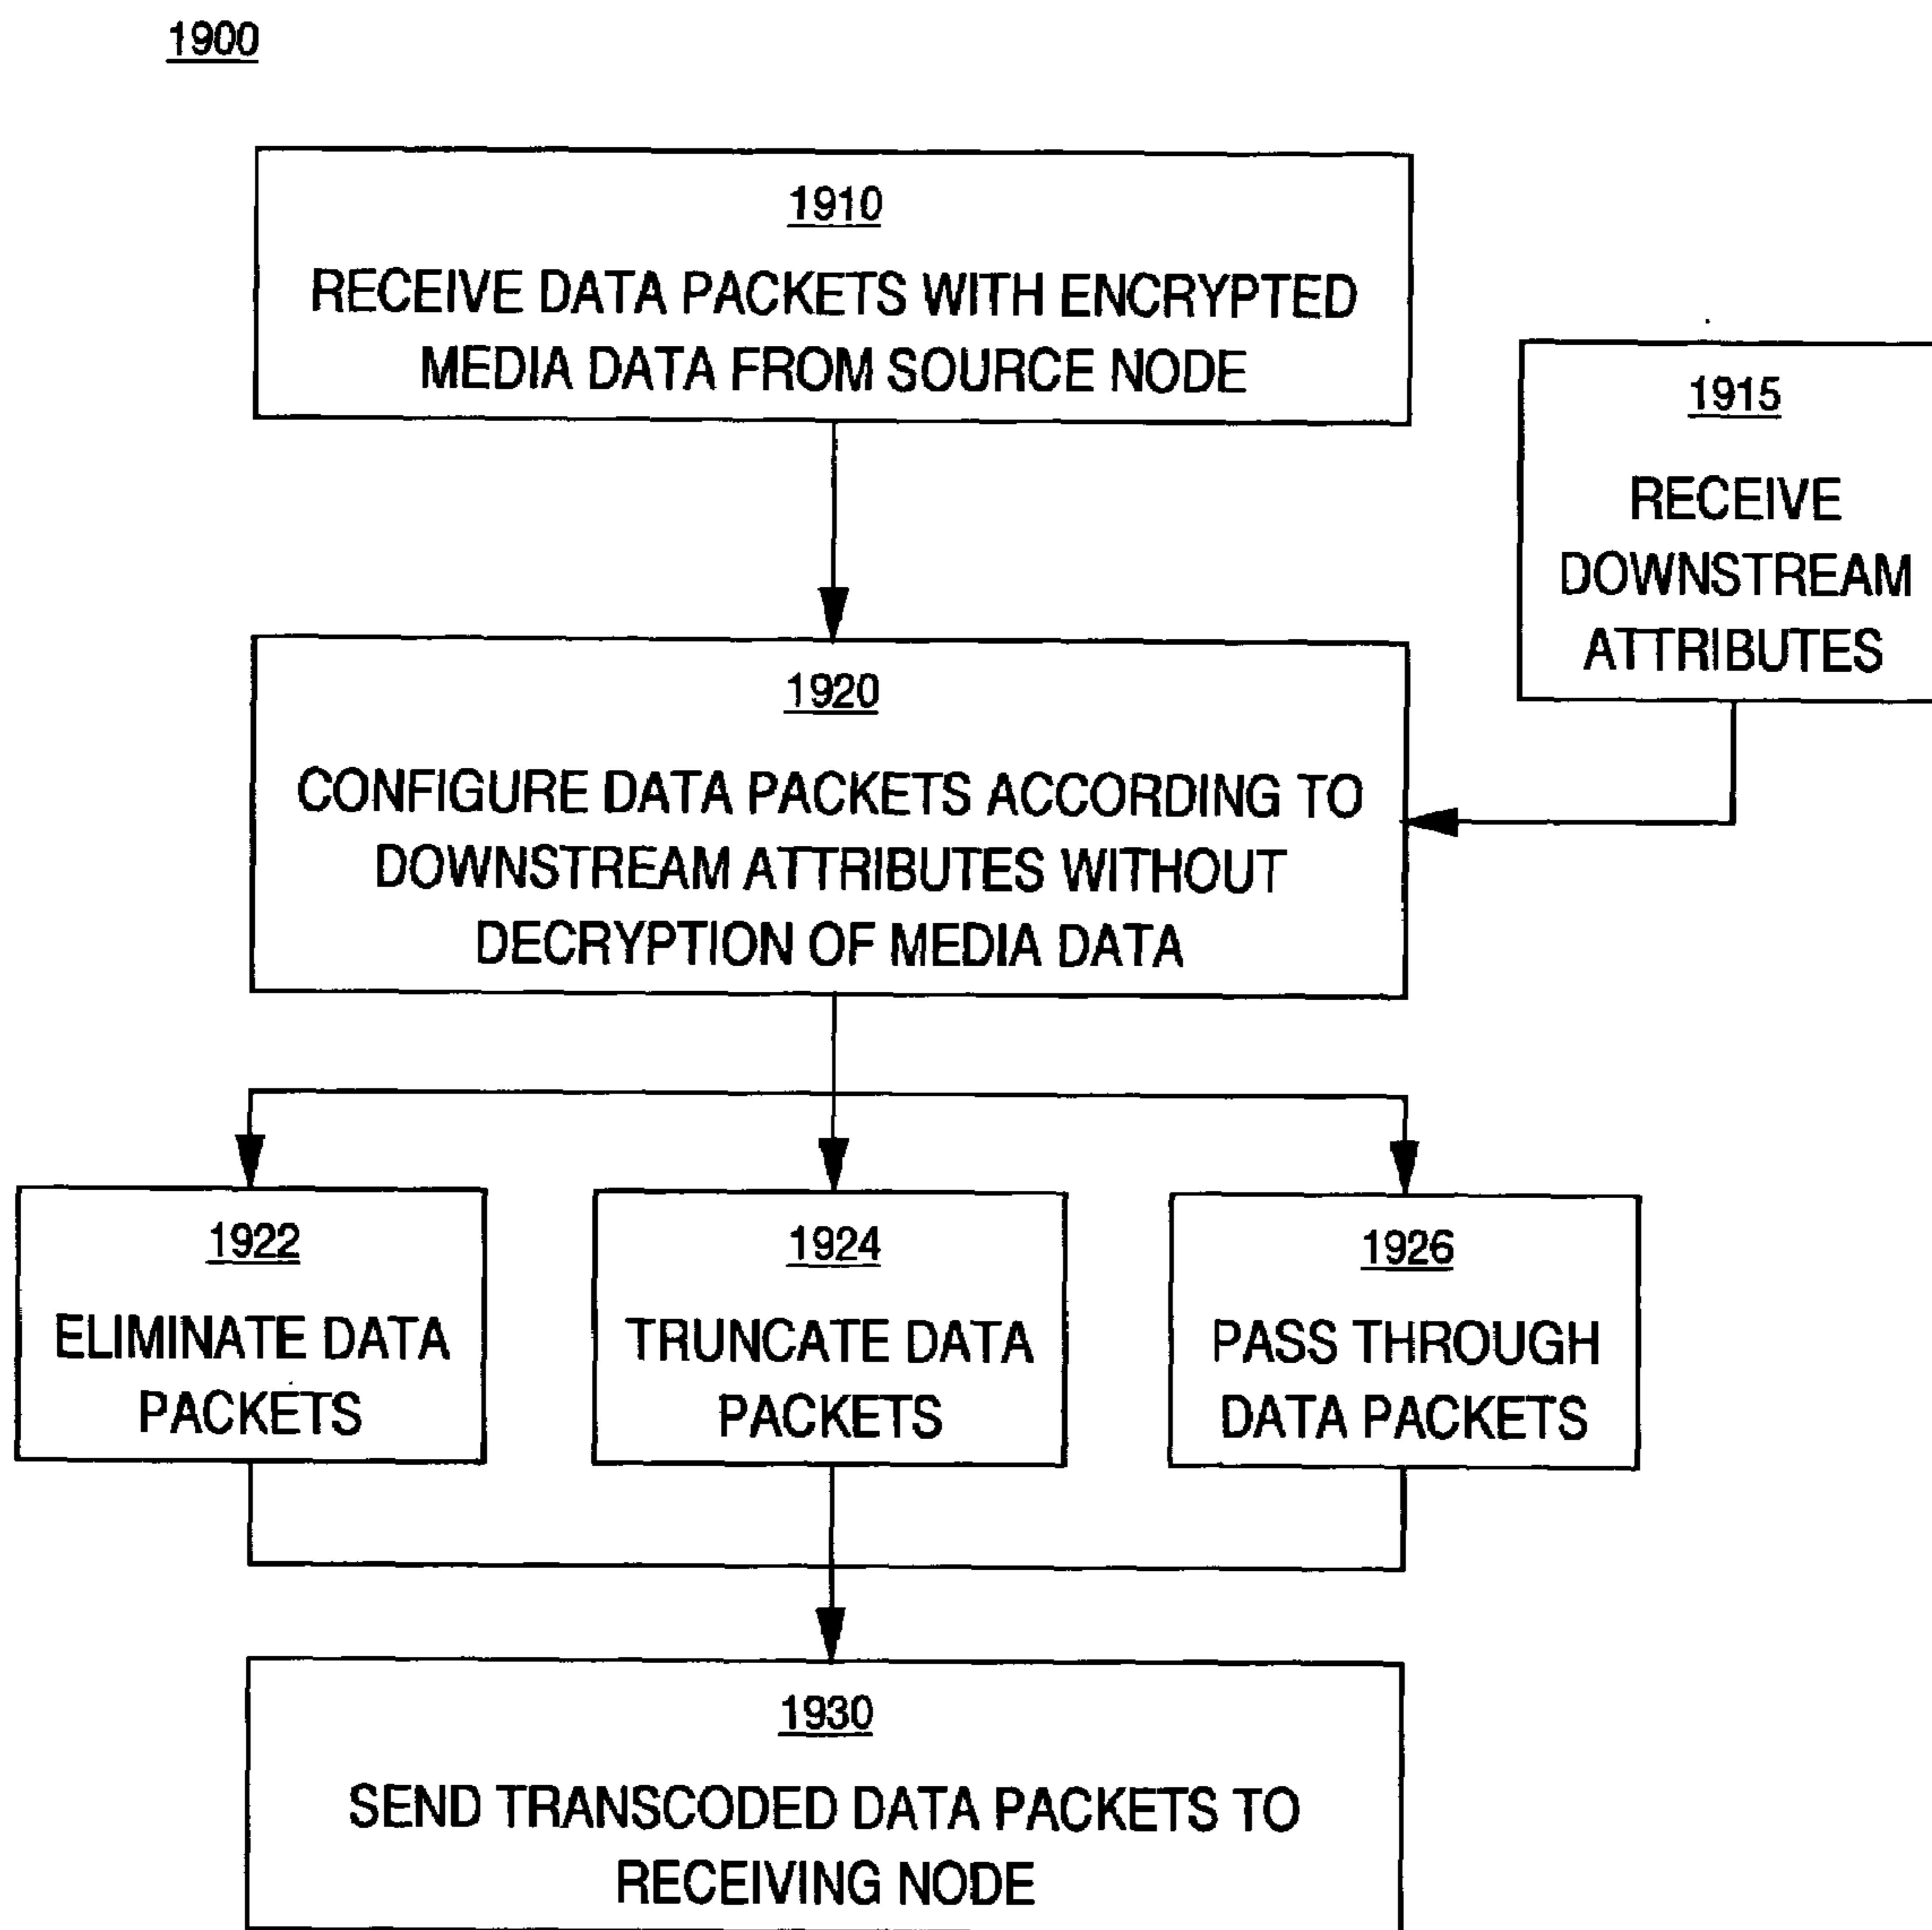 1900
1910
RECEIVE DATA PACKETS WITH ENCRYPTED
MEDIA DATA FROM SOURCE NODE
1915
RECEIVE
DOWNSTREAM
ATTRIBUTES
1920
CONFIGURE DATA PACKETS ACCORDING TO
DOWNSTREAM ATTRIBUTES WITHOUT
DECRYPTION OF MEDIA DATA
1922
ELIMINATE DATA
PACKETS
1924
TRUNCATE DATA
PACKETS
1926
PASS THROUGH
DATA PACKETS
1930
SEND TRANSCODED DATA PACKETS TO
RECEIVING NODE